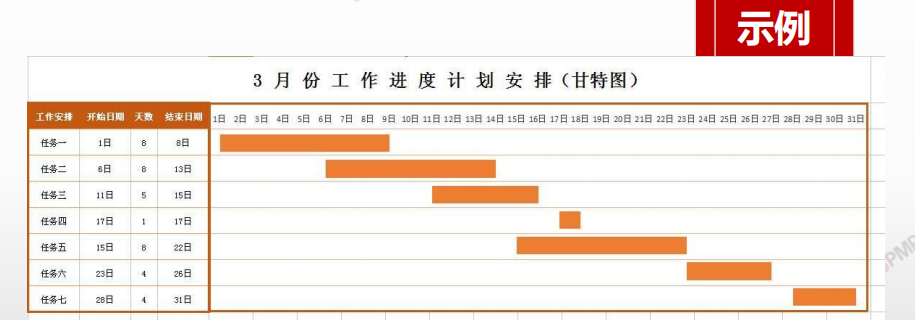 示例
3 月 份 工 作 进 度 计 划 安 排（甘特图）
工作安排 开始日期 天数 结束日期 1日 2日 3日 4日 5日 6日 7日 8日 9日 10日 11日 12日 13日 14日 15日 16日 17日 18日 19日 20日 21日 22日 23日 24日 25日 26日 27日 28日 29日 30日 31日
任务一 1日 8 8日
任务二 6日 8 13日
任务三 11日 5 15日
任务四 17日 1 17日
任务五 15日 8 22日
任务六 23日 4 26日
任务七 28日 4 31日